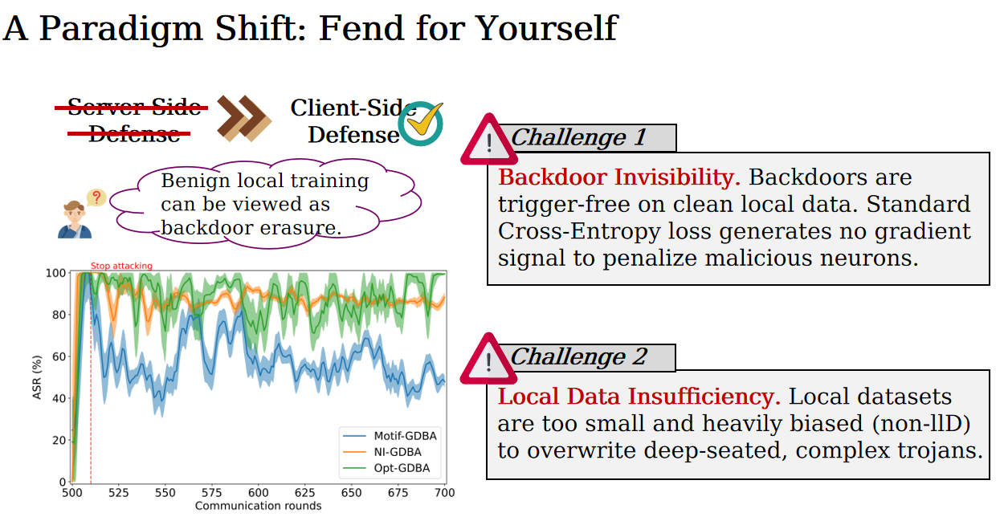 A Paradigm Shift: Fend for Yourself
Server-Side
Defense
Client-Side
Defense
?
Benign local training
can be viewed as
backdoor erasure.
Stop attacking
100
80
60
40
20
0
ASR (%)
Motif-GDBA
NI-GDBA
Opt-GDBA
500 525 550 575 600 625 650 675 700
Communication rounds
!
Challenge 1
Backdoor Invisibility. Backdoors are
trigger-free on clean local data. Standard
Cross-Entropy loss generates no gradient
signal to penalize malicious neurons.
!
Challenge 2
Local Data Insufficiency. Local datasets
are too small and heavily biased (non-llD)
to overwrite deep-seated, complex trojans.